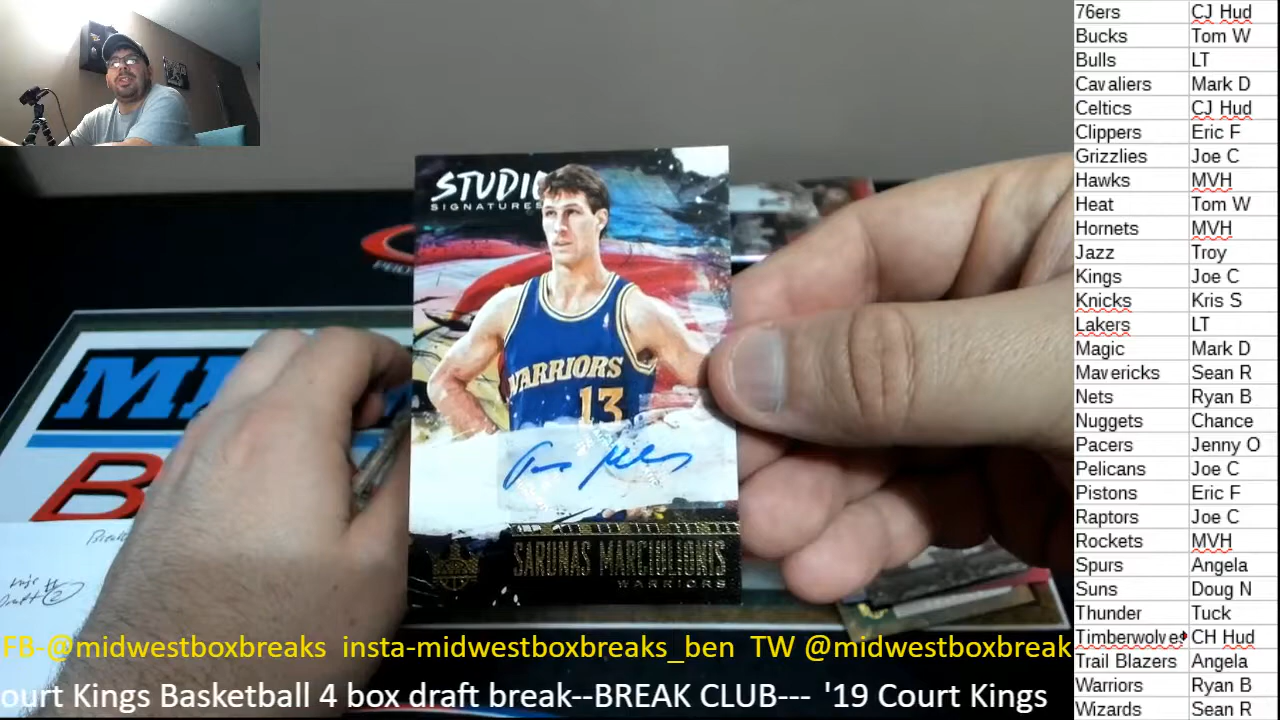 STUDIO
SIGNATURES
WARRIORS
13
SARUNAS MARCIULIONIS
WARRIORS
76ers CJ Hud
Bucks Tom W
Bulls LT
Cavaliers Mark D
Celtics CJ Hud
Clippers Eric F
Grizzlies Joe C
Hawks MVH
Heat Tom W
Hornets MVH
Jazz Troy
Kings Joe C
Knicks Kris S
Lakers LT
Magic Mark D
Mavericks Sean R
Nets Ryan B
Nuggets Chance
Pacers Jenny O
Pelicans Joe C
Pistons Eric F
Raptors Joe C
Rockets MVH
Spurs Angela
Suns Doug N
Thunder Tuck
Timberwolves CH Hud
Trail Blazers Angela
Warriors Ryan B
Wizards Sean R
FB-@midwestboxbreaks insta-midwestboxbreaks_ben TW @midwestboxbreak
ourt Kings Basketball 4 box draft break--BREAK CLUB--- '19 Court Kings